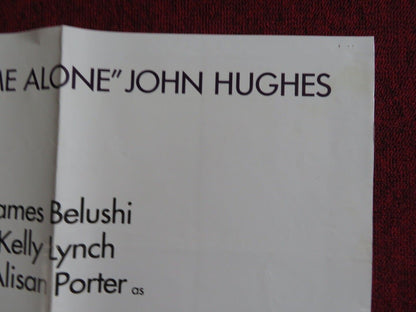 ME ALONE” JOHN HUGHES
ames Belushi
Kelly Lynch
Alisan Porter as